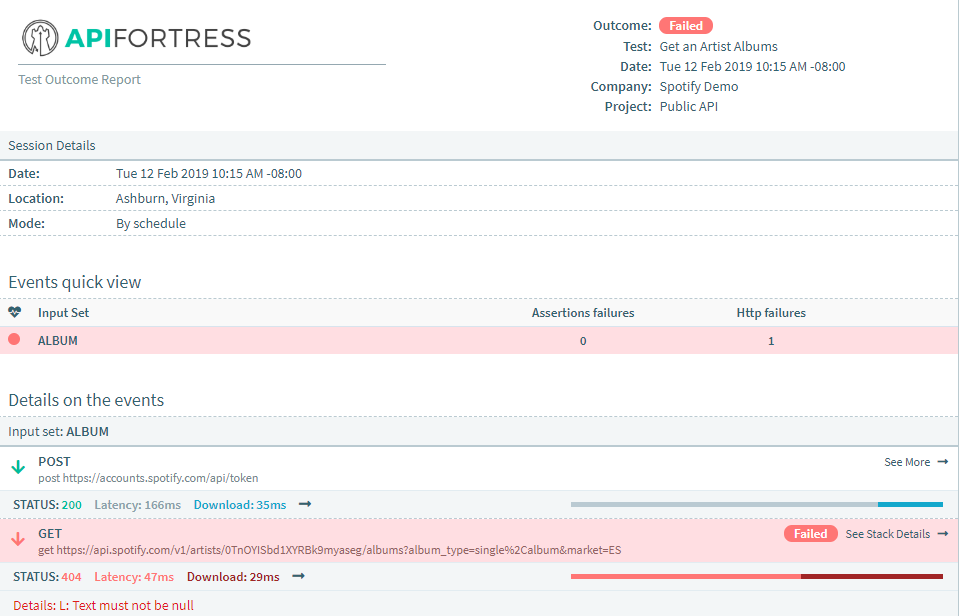 APIFORTRESS
Test Outcome Report
Outcome: Failed
Test: Get an Artist Albums
Date: Tue 12 Feb 2019 10:15 AM -08:00
Company: Spotify Demo
Project: Public API
Session Details
Date: Tue 12 Feb 2019 10:15 AM -08:00
Location: Ashburn, Virginia
Mode: By schedule
Events quick view
Input Set Assertions failures Http failures
ALBUM 0 1
Details on the events
Input set: ALBUM
POST See More →
post https://accounts.spotify.com/api/token
STATUS: 200 Latency: 166ms Download: 35ms →
GET Failed See Stack Details →
get https://api.spotify.com/v1/artists/0TnOYISbd1XYRBk9myaseg/albums?album_type=single%2Calbum&market=ES
STATUS: 404 Latency: 47ms Download: 29ms →
Details: L: Text must not be null